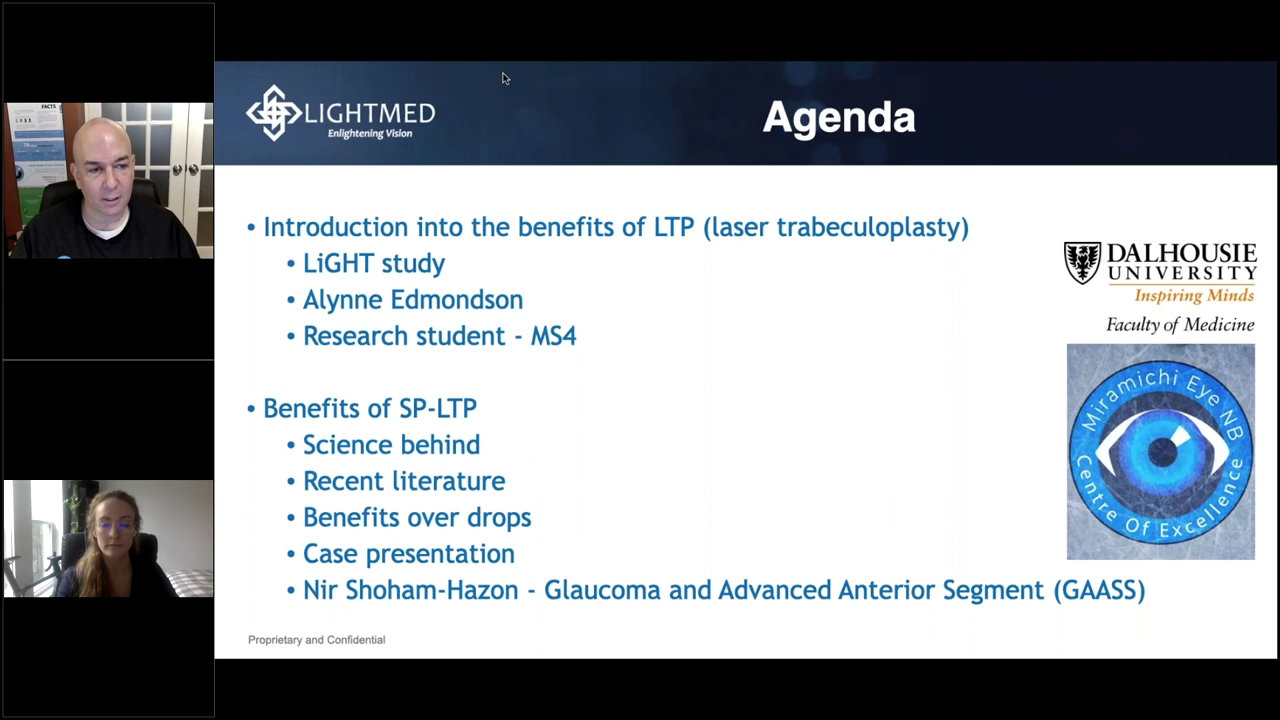 FACTS
LIGHTMED
Enlightening Vision
Agenda
• Introduction into the benefits of LTP (laser trabeculoplasty)
• LiGHT study
• Alynne Edmondson
• Research student - MS4
• Benefits of SP-LTP
• Science behind
• Recent literature
• Benefits over drops
• Case presentation
• Nir Shoham-Hazon - Glaucoma and Advanced Anterior Segment (GAASS)
DALHOUSIE
UNIVERSITY
Inspiring Minds
Faculty of Medicine
Miramichi Eye NB
Centre Of Excellence
Proprietary and Confidential